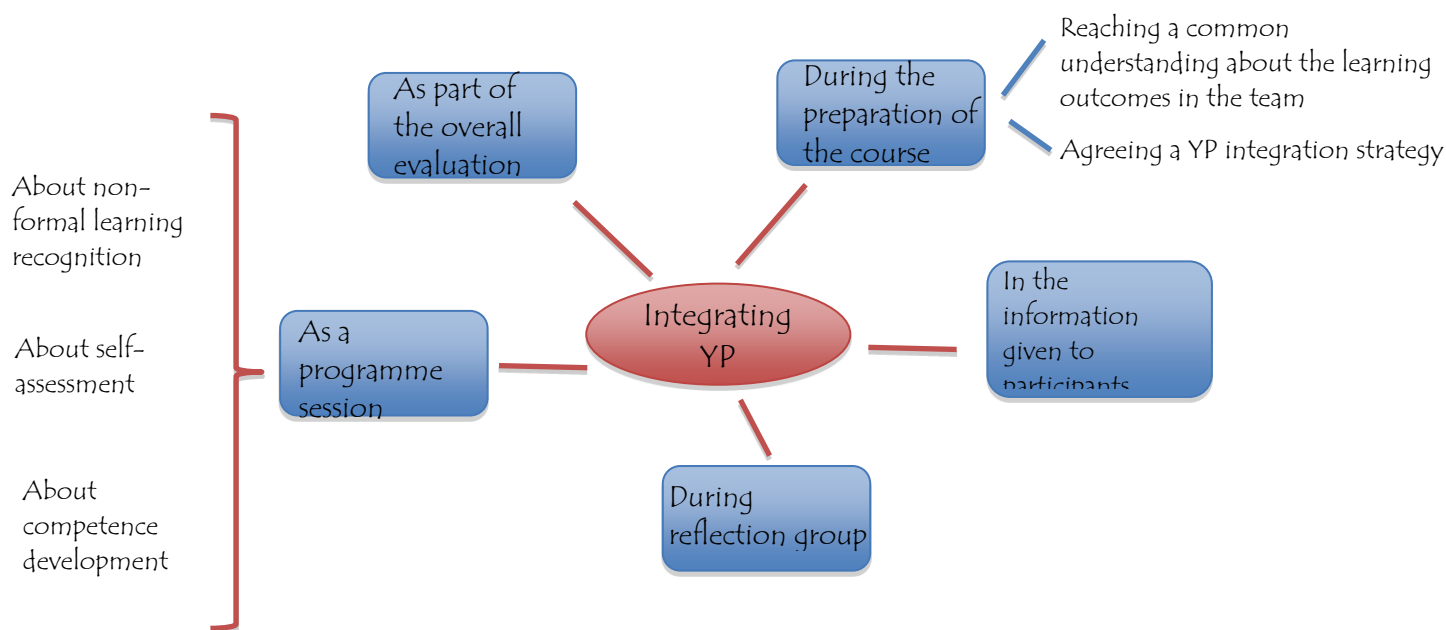 As part of
the overall
evaluation
During the
preparation of
the course
Reaching a common
understanding about the learning
outcomes in the team
Agreeing a YP integration strategy
About non-
formal learning
recognition
About self-
assessment
About
competence
development
As a
programme
session
Integrating
YP
In the
information
given to
participants
During
reflection group